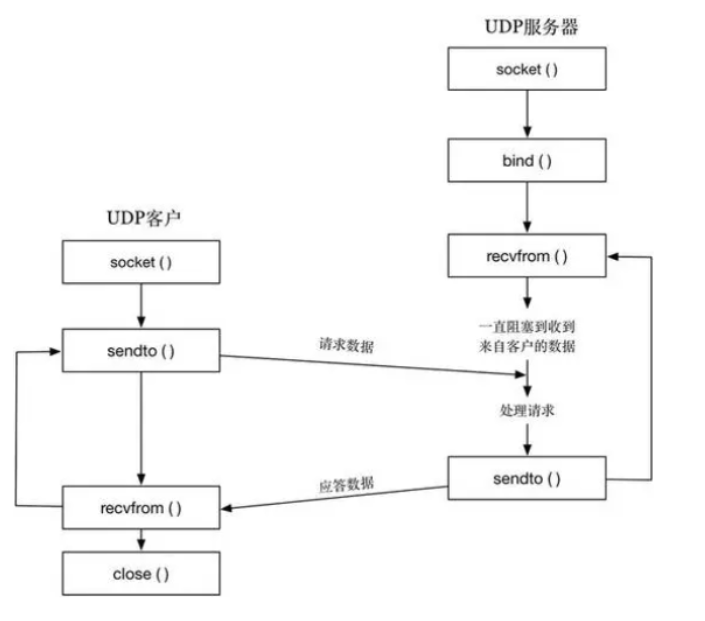 UDP服务器
socket ( )
bind ( )
recvfrom ( )
一直阻塞到收到
来自客户的数据
处理请求
sendto ( )
UDP客户
socket ( )
sendto ( )
请求数据
应答数据
recvfrom ( )
close ( )